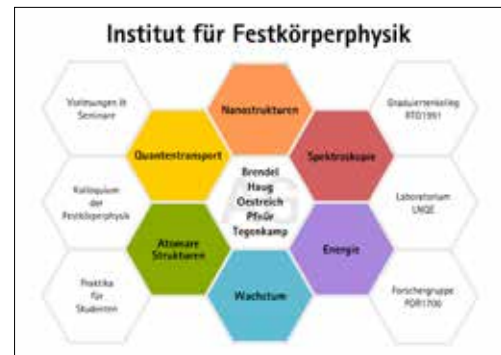 Institut für Festkörperphysik
Nanostrukturen
Vorlesungen &
Seminare
Graduiertenkolleg
RTG1991
Quantentransport
Spektroskopie
Brendel
Haug
Oestreich
Pfnür
Tegenkamp
AG
Kolloquium
der
Festkörperphysik
Laboratorium
LNQE
Atomare
Strukturen
Energie
Praktika
für
Studenten
Wachstum
Forschergruppe
FOR1700